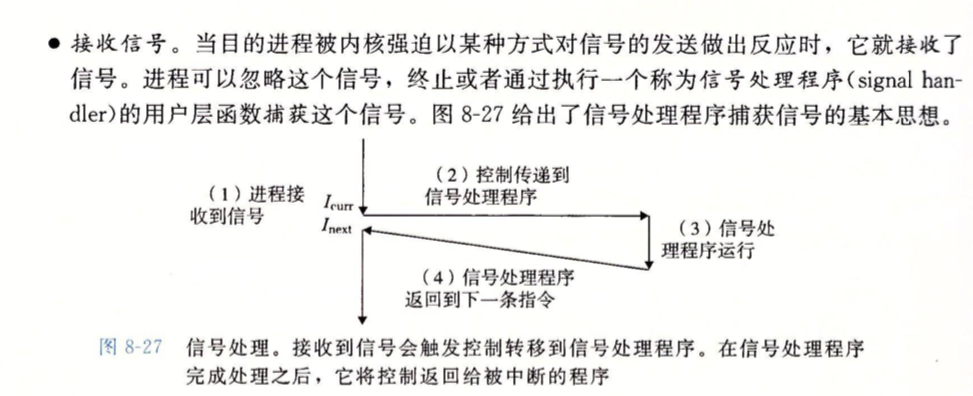 ● 接收信号。当目的进程被内核强迫以某种方式对信号的发送做出反应时，它就接收了
信号。进程可以忽略这个信号，终止或者通过执行一个称为信号处理程序(signal han-
dler)的用户层函数捕获这个信号。图 8-27 给出了信号处理程序捕获信号的基本思想。
（1）进程接
收到信号
Icurr
Inext
（2）控制传递到
信号处理程序
（3）信号处
理程序运行
（4）信号处理程序
返回到下一条指令
图 8-27 信号处理。接收到信号会触发控制转移到信号处理程序。在信号处理程序
完成处理之后，它将控制返回给被中断的程序